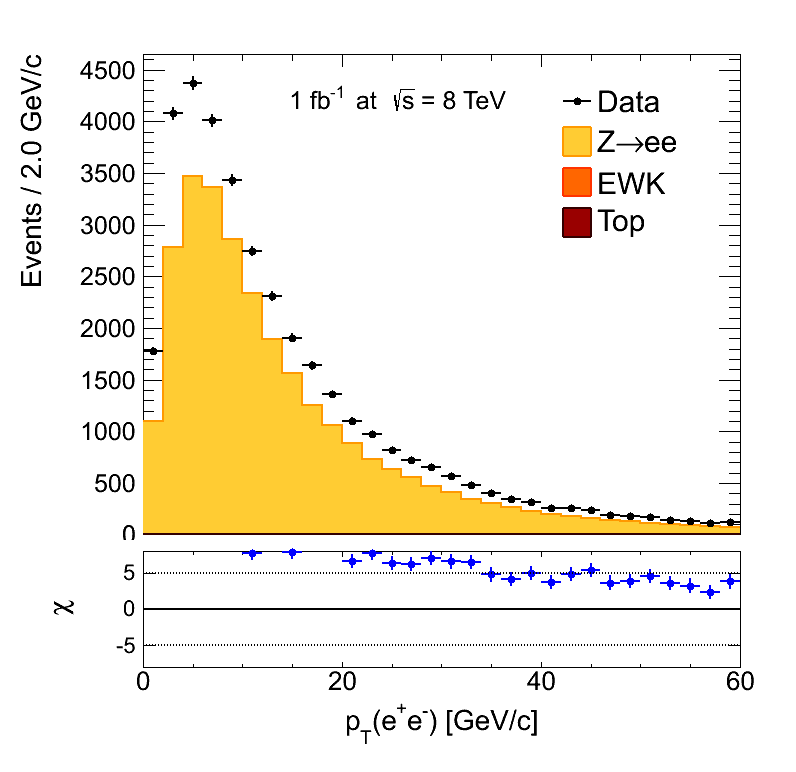 Events / 2.0 GeV/c
4500
4000
3500
3000
2500
2000
1500
1000
500
0
1 fb⁻¹ at √s = 8 TeV
Data
Z→ee
EWK
Top
χ
5
0
-5
0 20 40 60
p_T(e⁺e⁻) [GeV/c]